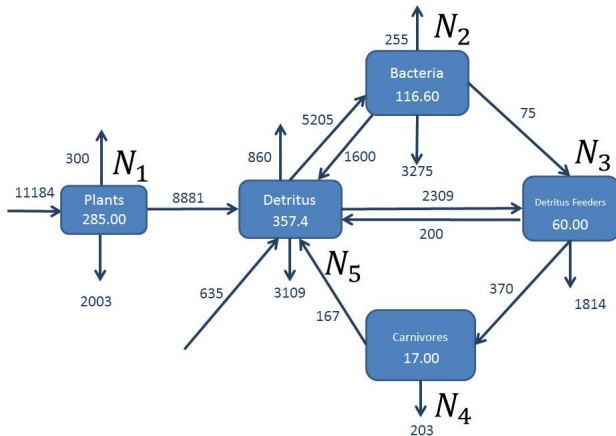 255
N₂
Bacteria
116.60
75
5205
860
1600
3275
N₃
300
N₁
11184
Plants
285.00
8881
Detritus
357.4
2309
200
Detritus Feeders
60.00
2003
635
3109
N₅
167
370
1814
Carnivores
17.00
N₄
203